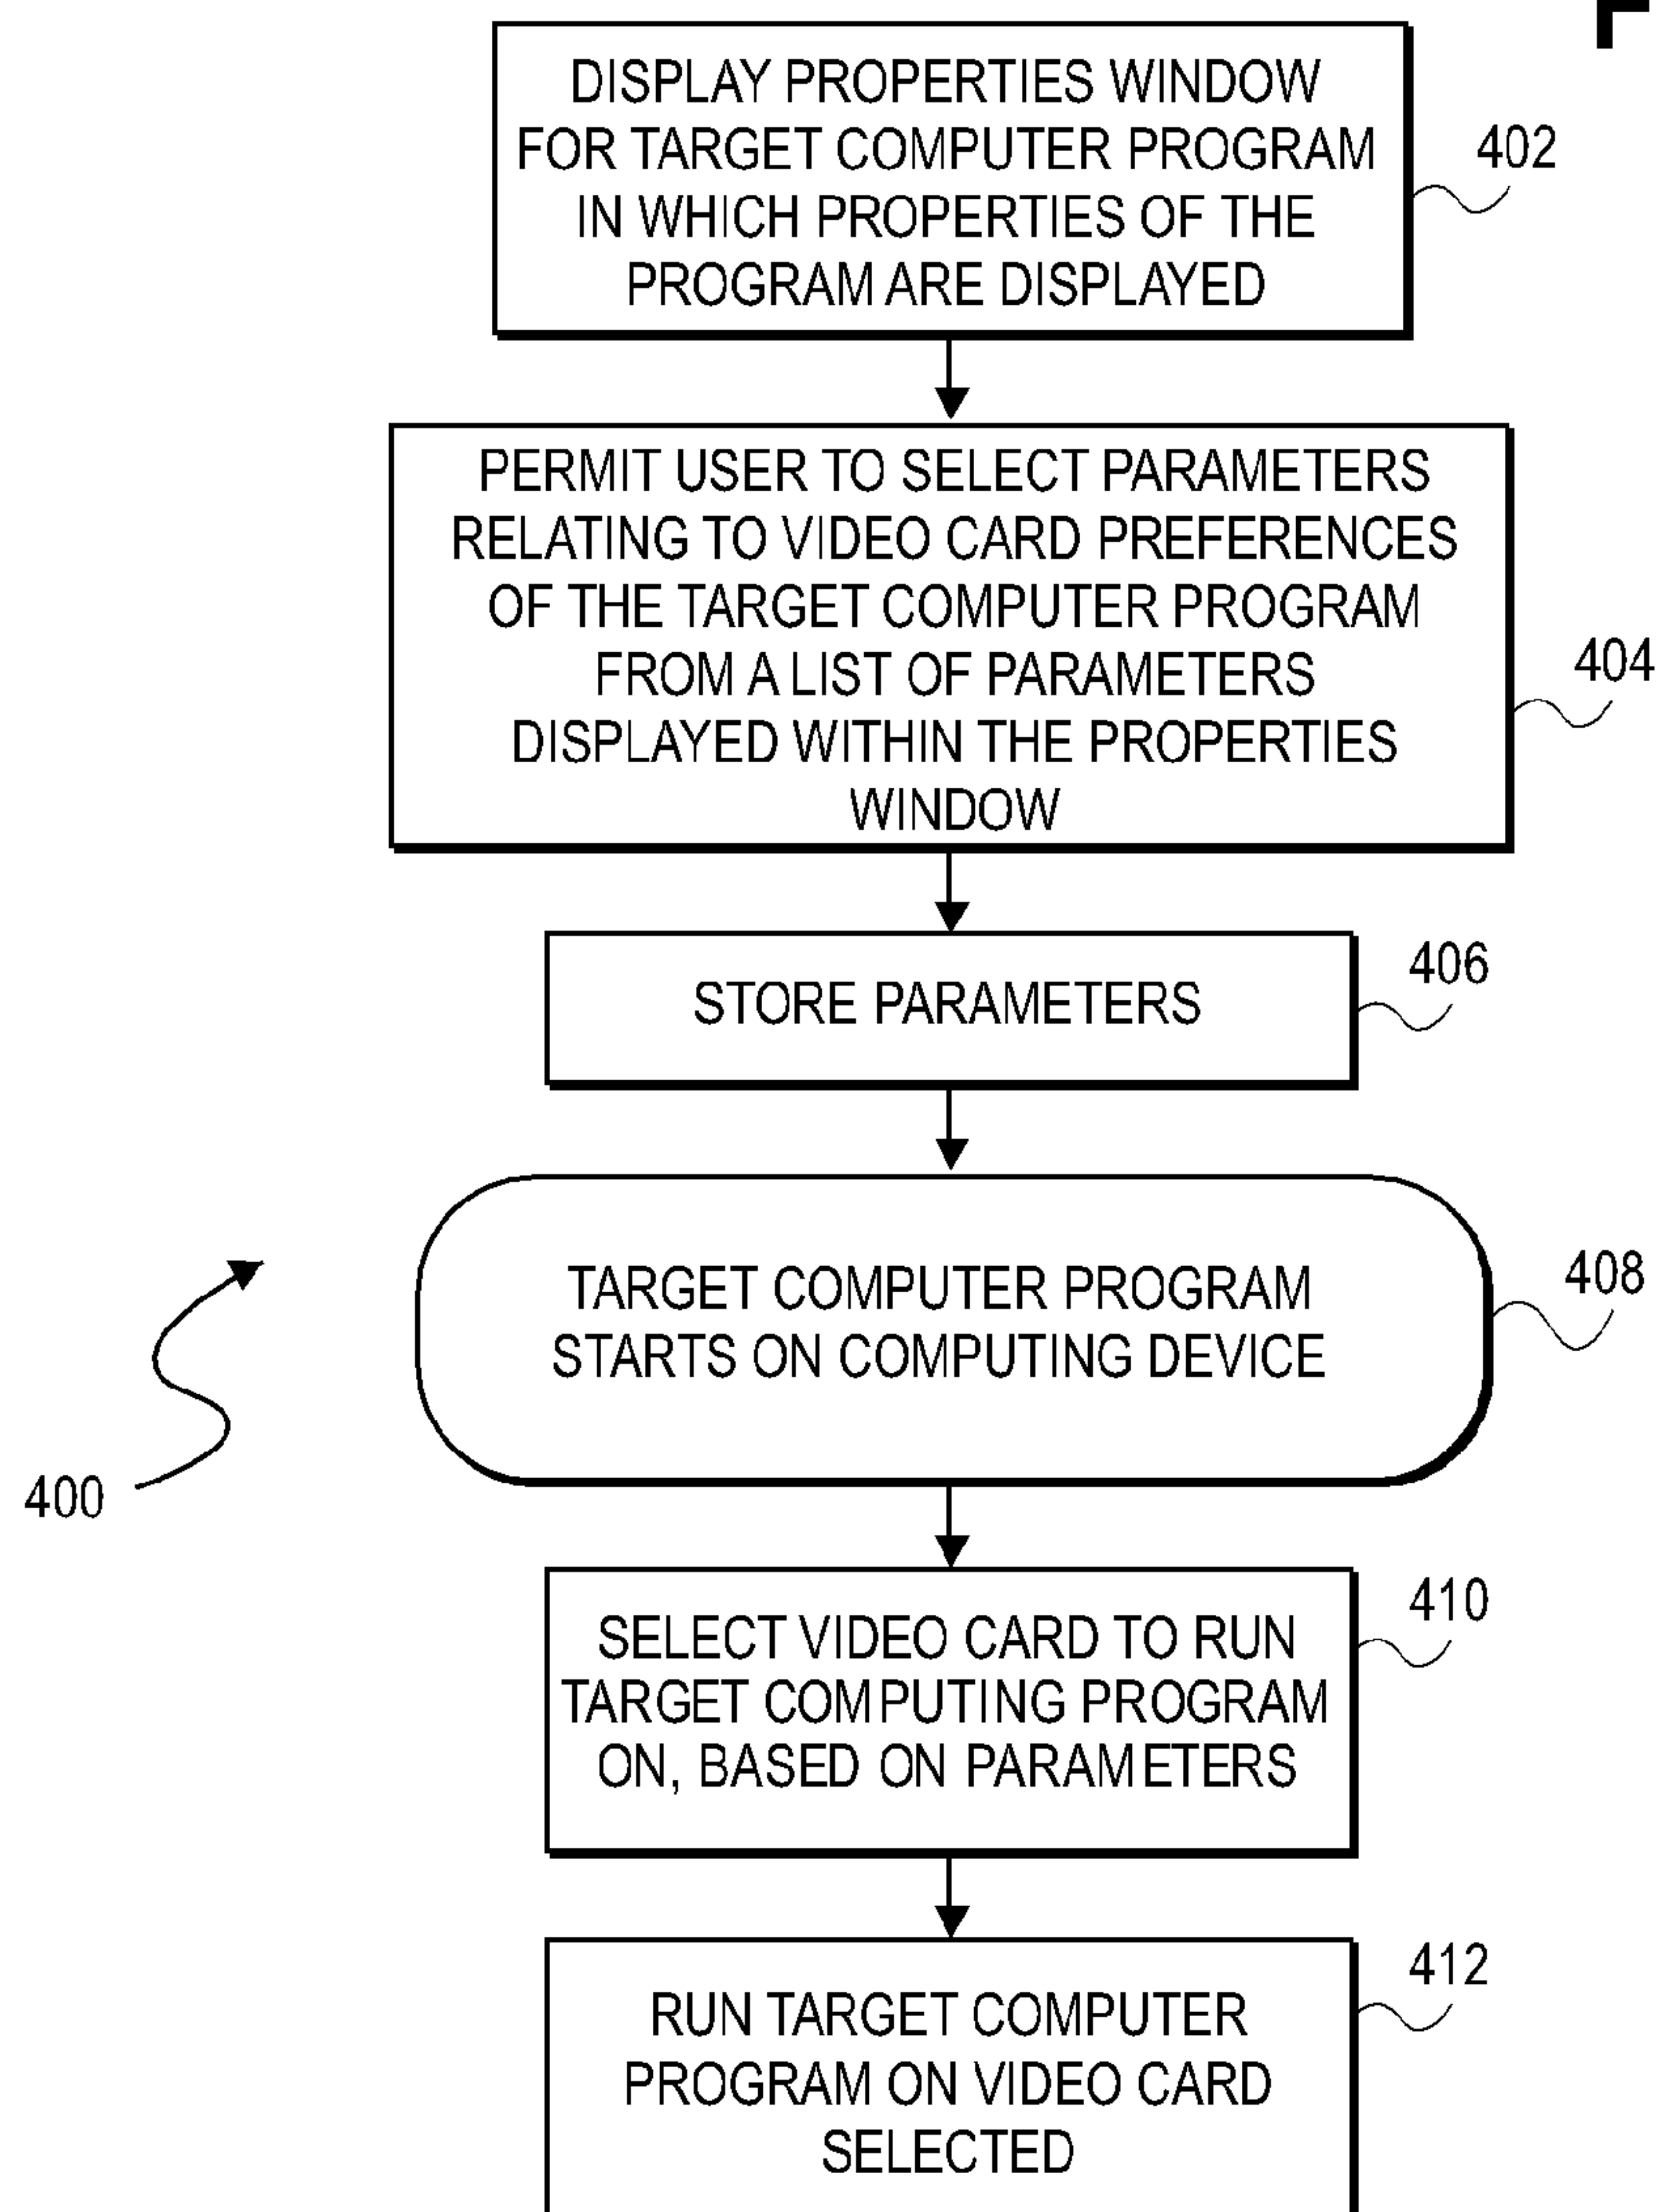 DISPLAY PROPERTIES WINDOW
FOR TARGET COMPUTER PROGRAM
IN WHICH PROPERTIES OF THE
PROGRAM ARE DISPLAYED
402
PERMIT USER TO SELECT PARAMETERS
RELATING TO VIDEO CARD PREFERENCES
OF THE TARGET COMPUTER PROGRAM
FROM A LIST OF PARAMETERS
DISPLAYED WITHIN THE PROPERTIES
WINDOW
404
STORE PARAMETERS
406
TARGET COMPUTER PROGRAM
STARTS ON COMPUTING DEVICE
408
400
SELECT VIDEO CARD TO RUN
TARGET COMPUTING PROGRAM
ON, BASED ON PARAMETERS
410
RUN TARGET COMPUTER
PROGRAM ON VIDEO CARD
SELECTED
412